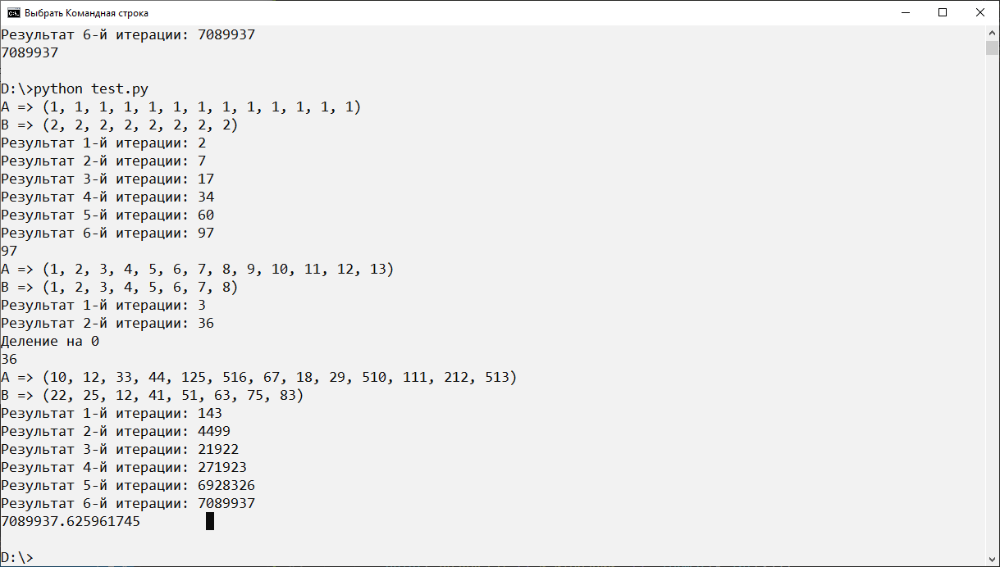 Выбрать Командная строка
Результат 6-й итерации: 7089937
7089937
D:\>python test.py
A => (1, 1, 1, 1, 1, 1, 1, 1, 1, 1, 1, 1, 1)
B => (2, 2, 2, 2, 2, 2, 2, 2)
Результат 1-й итерации: 2
Результат 2-й итерации: 7
Результат 3-й итерации: 17
Результат 4-й итерации: 34
Результат 5-й итерации: 60
Результат 6-й итерации: 97
97
A => (1, 2, 3, 4, 5, 6, 7, 8, 9, 10, 11, 12, 13)
B => (1, 2, 3, 4, 5, 6, 7, 8)
Результат 1-й итерации: 3
Результат 2-й итерации: 36
Деление на 0
36
A => (10, 12, 33, 44, 125, 516, 67, 18, 29, 510, 111, 212, 513)
B => (22, 25, 12, 41, 51, 63, 75, 83)
Результат 1-й итерации: 143
Результат 2-й итерации: 4499
Результат 3-й итерации: 21922
Результат 4-й итерации: 271923
Результат 5-й итерации: 6928326
Результат 6-й итерации: 7089937
7089937.625961745
D:\>